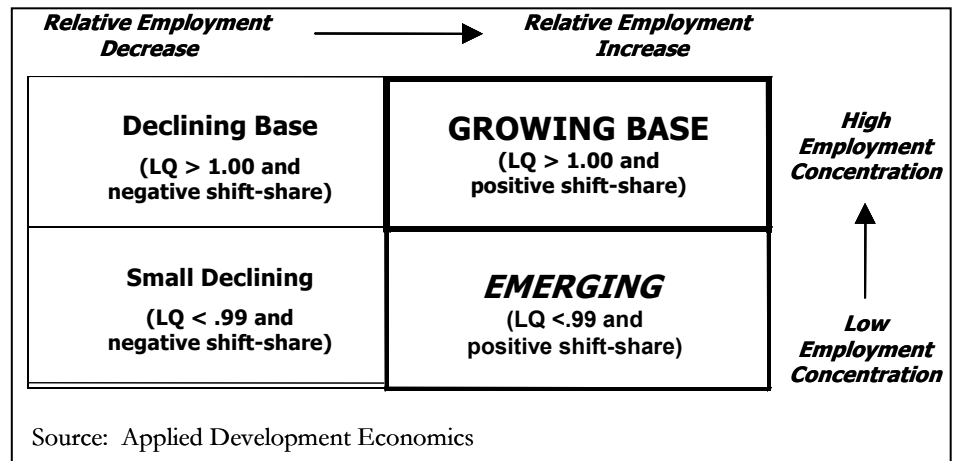 Relative Employment
Decrease
Relative Employment
Increase
Declining Base
(LQ > 1.00 and
negative shift-share)
GROWING BASE
(LQ > 1.00 and
positive shift-share)
High
Employment
Concentration
Small Declining
(LQ < .99 and
negative shift-share)
EMERGING
(LQ <.99 and
positive shift-share)
Low
Employment
Concentration
Source: Applied Development Economics